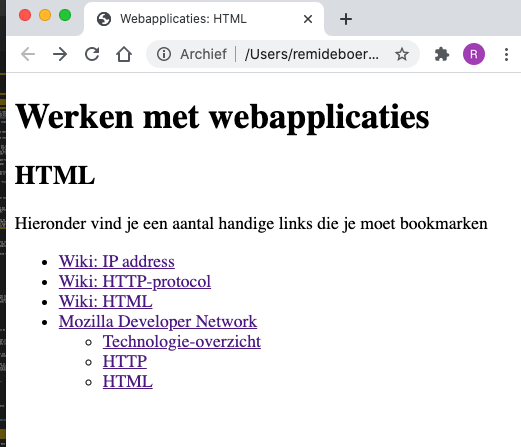 Webapplicaties: HTML
Archief | /Users/remideboer... R
Werken met webapplicaties
HTML
Hieronder vind je een aantal handige links die je moet bookmarken
Wiki: IP address
Wiki: HTTP-protocol
Wiki: HTML
Mozilla Developer Network
Technologie-overzicht
HTTP
HTML